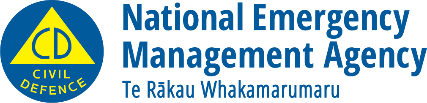 CD
CIVIL
DEFENCE
National Emergency
Management Agency
Te Rākau Whakamarumaru